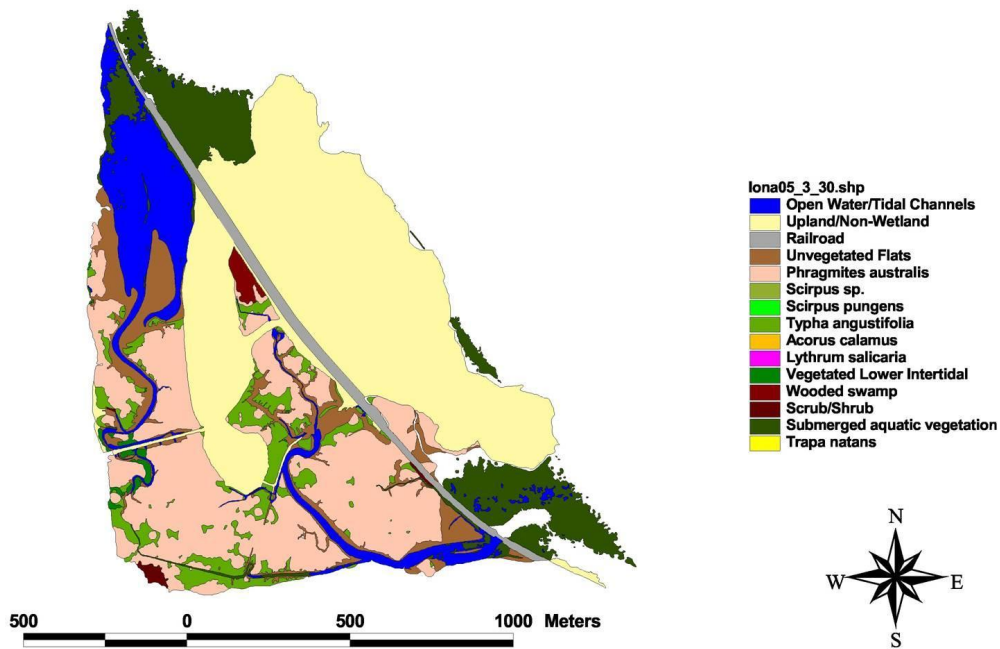 Iona05_3_30.shp
Open Water/Tidal Channels
Upland/Non-Wetland
Railroad
Unvegetated Flats
Phragmites australis
Scirpus sp.
Scirpus pungens
Typha angustifolia
Acorus calamus
Lythrum salicaria
Vegetated Lower Intertidal
Wooded swamp
Scrub/Shrub
Submerged aquatic vegetation
Trapa natans
N
W E
S
500 0 500 1000 Meters